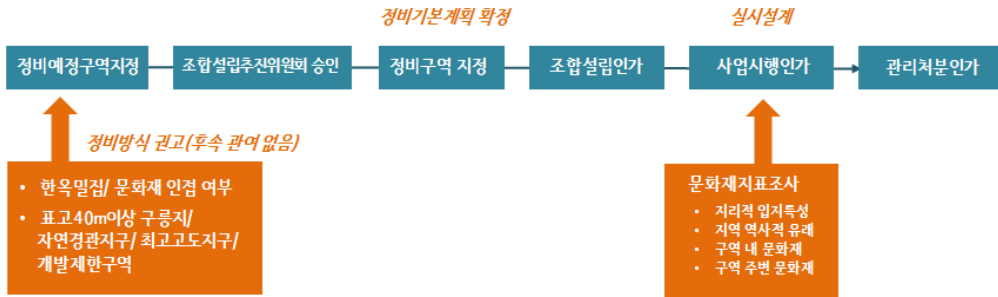 정비기본계획 확정
실시설계
정비예정구역지정
조합설립추진위원회 승인
정비구역 지정
조합설립인가
사업시행인가
관리처분인가
정비방식 권고(후속 관여 없음)
• 한옥밀집/ 문화재 인접 여부
• 표고40m이상 구릉지/
자연경관지구/ 최고고도지구/
개발제한구역
문화재지표조사
• 지리적 입지특성
• 지역 역사적 유래
• 구역 내 문화재
• 구역 주변 문화재